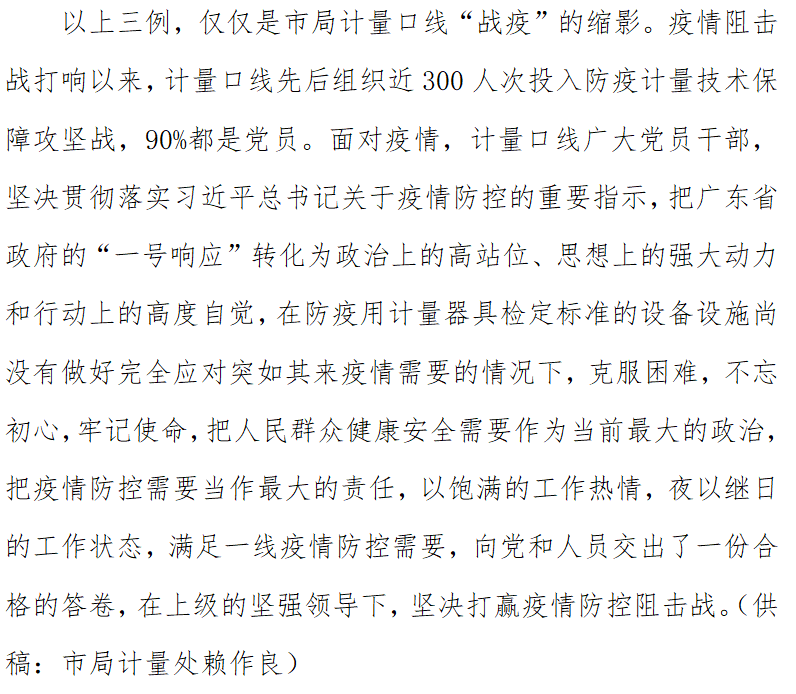 以上三例，仅仅是市局计量口线“战疫”的缩影。疫情阻击
战打响以来，计量口线先后组织近 300 人次投入防疫计量技术保
障攻坚战，90%都是党员。面对疫情，计量口线广大党员干部，
坚决贯彻落实习近平总书记关于疫情防控的重要指示，把广东省
政府的“一号响应”转化为政治上的高站位、思想上的强大动力
和行动上的高度自觉，在防疫用计量器具检定标准的设备设施尚
没有做好完全应对突如其来疫情需要的情况下，克服困难，不忘
初心，牢记使命，把人民群众健康安全需要作为当前最大的政治，
把疫情防控需要当作最大的责任，以饱满的工作热情，夜以继日
的工作状态，满足一线疫情防控需要，向党和人员交出了一份合
格的答卷，在上级的坚强领导下，坚决打赢疫情防控阻击战。（供
稿：市局计量处赖作良）